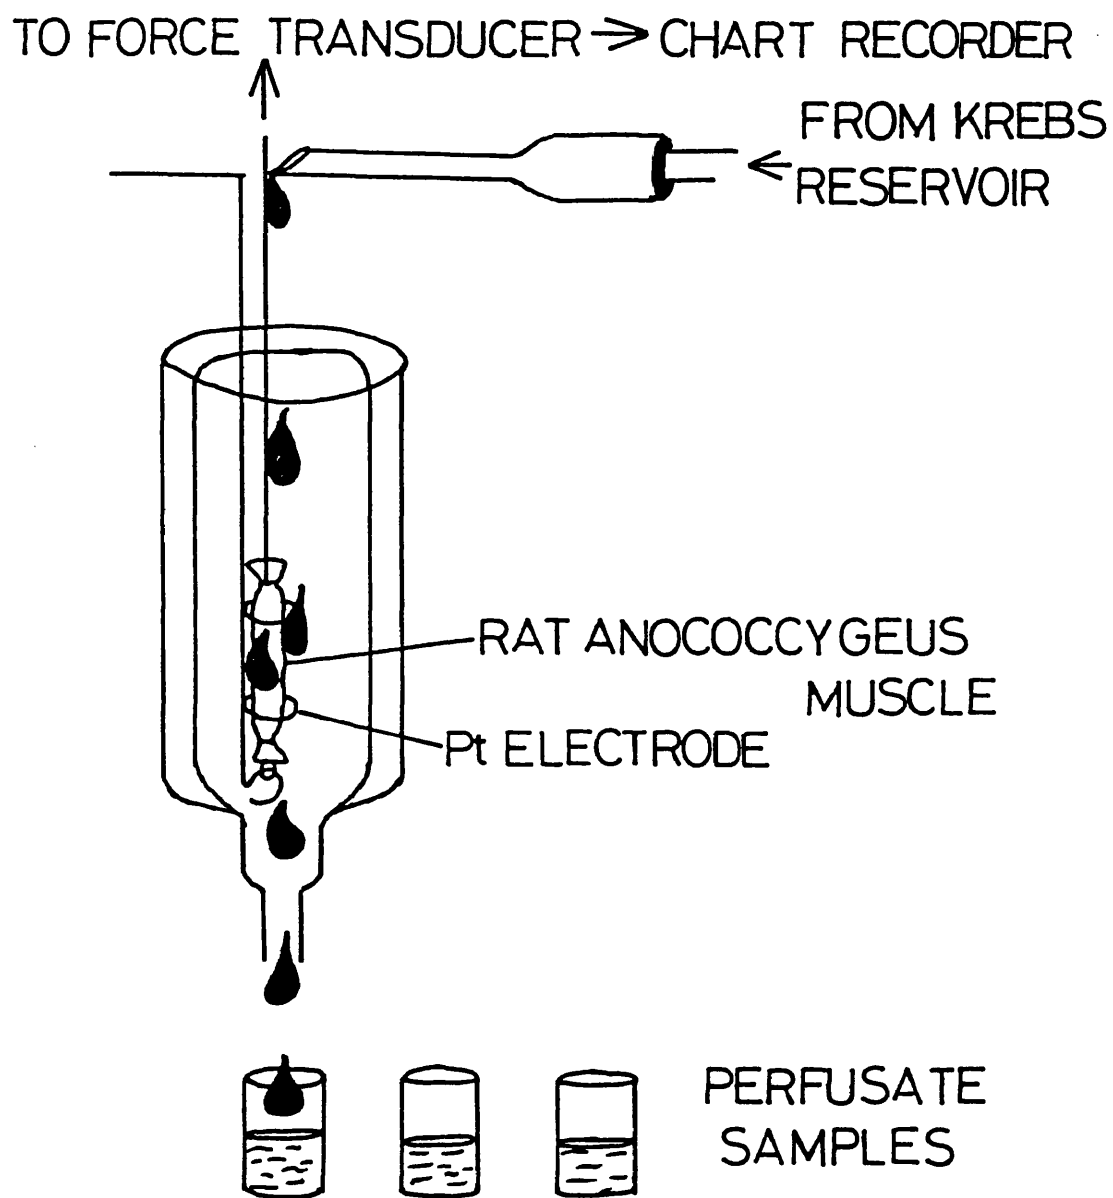 TO FORCE TRANSDUCER → CHART RECORDER
FROM KREBS
RESERVOIR
RAT ANOCOCCYGEUS
MUSCLE
Pt ELECTRODE
PERFUSATE
SAMPLES